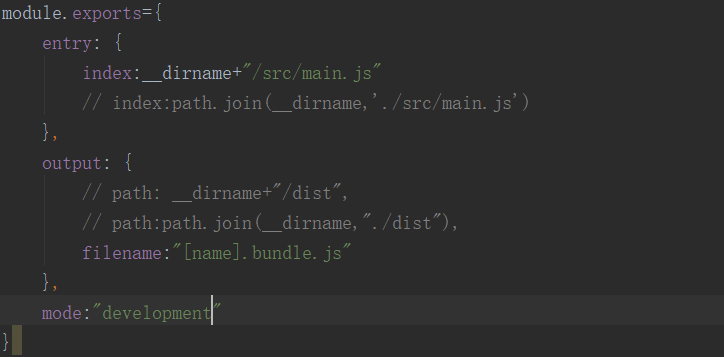 module.exports={
    entry: {
        index:__dirname+"/src/main.js"
        // index:path.join(__dirname,'./src/main.js')
    },
    output: {
        // path: __dirname+"/dist",
        // path:path.join(__dirname,"./dist"),
        filename:"[name].bundle.js"
    },
    mode:"development"
}